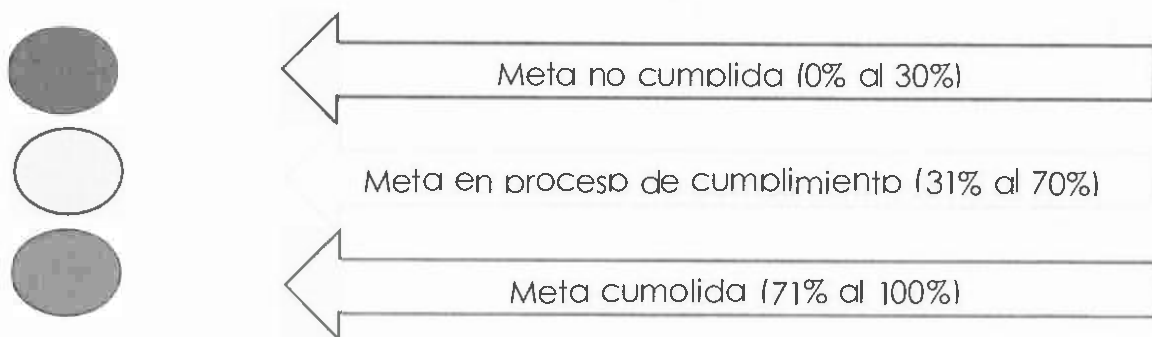 Meta no cumplida (0% al 30%)
Meta en proceso de cumplimiento (31% al 70%)
Meta cumplida (71% al 100%)